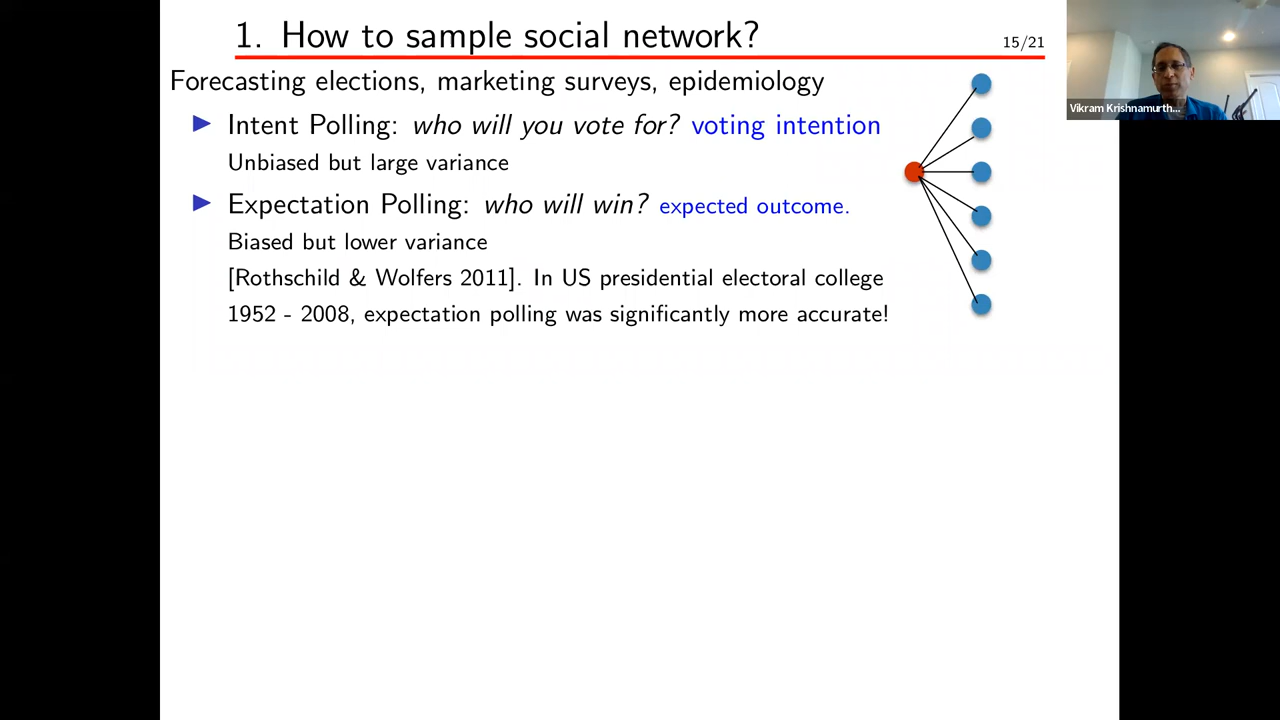 1. How to sample social network?
15/21
Forecasting elections, marketing surveys, epidemiology
▶ Intent Polling: who will you vote for? voting intention
Unbiased but large variance
▶ Expectation Polling: who will win? expected outcome.
Biased but lower variance
[Rothschild & Wolfers 2011]. In US presidential electoral college
1952 - 2008, expectation polling was significantly more accurate!
Vikram Krishnamurth...